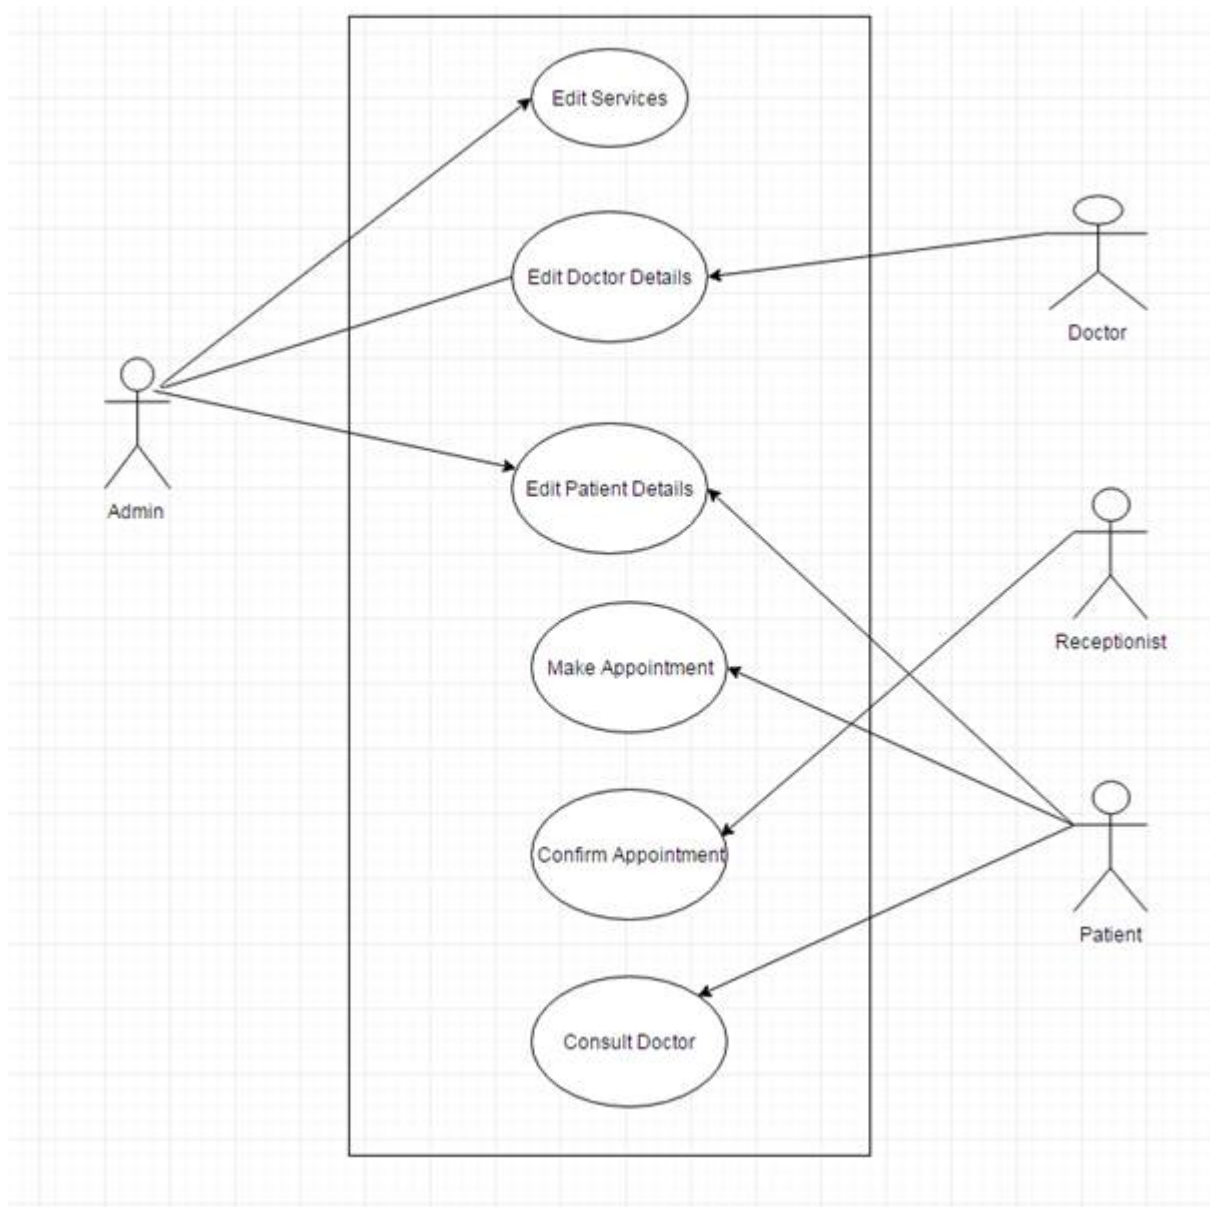 Edit Services
Edit Doctor Details
Doctor
Edit Patient Details
Admin
Receptionist
Make Appointment
Confirm Appointment
Patient
Consult Doctor